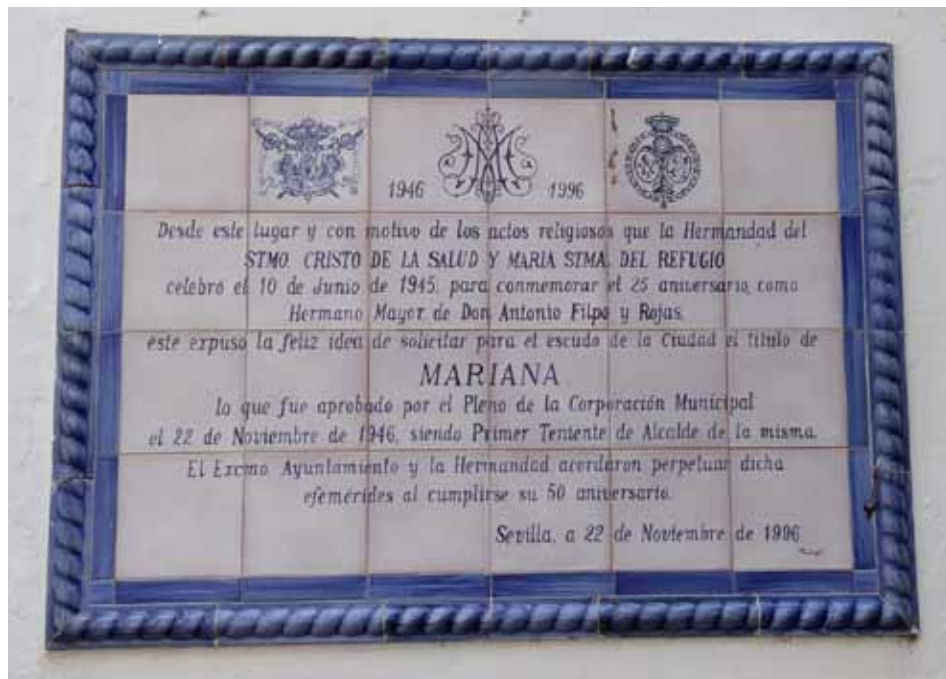 1946 1996
Desde este lugar y con motivo de los actos religiosos que la Hermandad del
STMO. CRISTO DE LA SALUD Y MARIA STMA. DEL REFUGIO
celebró el 10 de Junio de 1945, para conmemorar el 25 aniversario, como
Hermano Mayor de Don Antonio Filpo y Rojas,
este expuso la feliz idea de solicitar para el escudo de la Ciudad el título de
MARIANA
lo que fue aprobado por el Pleno de la Corporación Municipal
el 22 de Noviembre de 1946, siendo Primer Teniente de Alcalde de la misma.
El Excmo Ayuntamiento y la Hermandad acordaron perpetuar dicha
efemérides al cumplirse su 50 aniversario.
Sevilla, a 22 de Noviembre de 1996